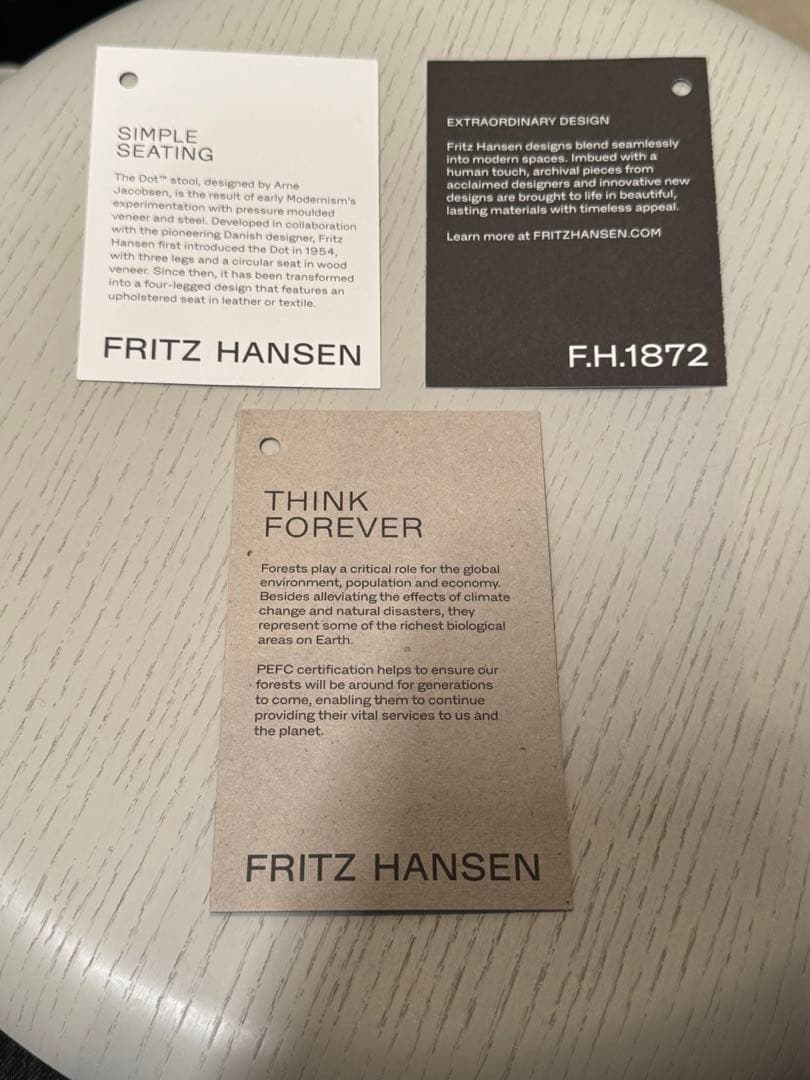 SIMPLE
SEATING
The Dot™ stool, designed by Arne
Jacobsen, is the result of early Modernism's
experimentation with pressure moulded
veneer and steel. Developed in collaboration
with the pioneering Danish designer, Fritz
Hansen first introduced the Dot in 1954,
with three legs and a circular seat in wood
veneer. Since then, it has been transformed
into a four-legged design that features an
upholstered seat in leather or textile.
FRITZ HANSEN
EXTRAORDINARY DESIGN
Fritz Hansen designs blend seamlessly
into modern spaces. Imbued with a
human touch, archival pieces from
acclaimed designers and innovative new
designs are brought to life in beautiful,
lasting materials with timeless appeal.
Learn more at FRITZHANSEN.COM
F.H.1872
THINK
FOREVER
Forests play a critical role for the global
environment, population and economy.
Besides alleviating the effects of climate
change and natural disasters, they
represent some of the richest biological
areas on Earth.
PEFC certification helps to ensure our
forests will be around for generations
to come, enabling them to continue
providing their vital services to us and
the planet.
FRITZ HANSEN